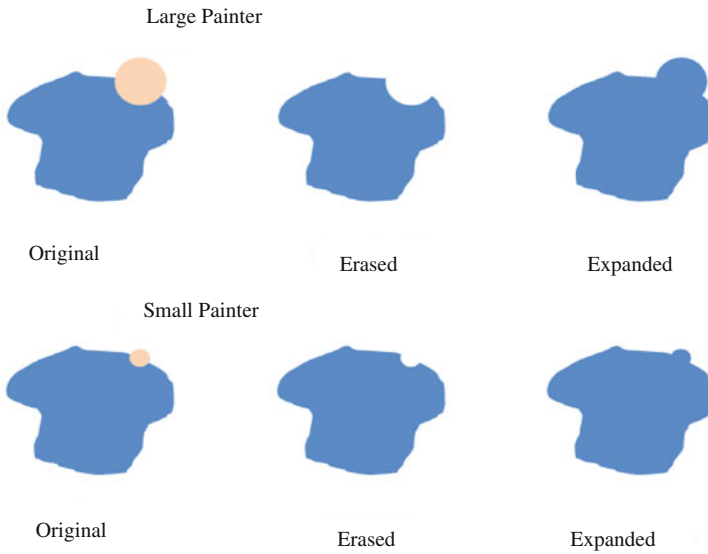 Large Painter
Original
Erased
Expanded
Small Painter
Original
Erased
Expanded